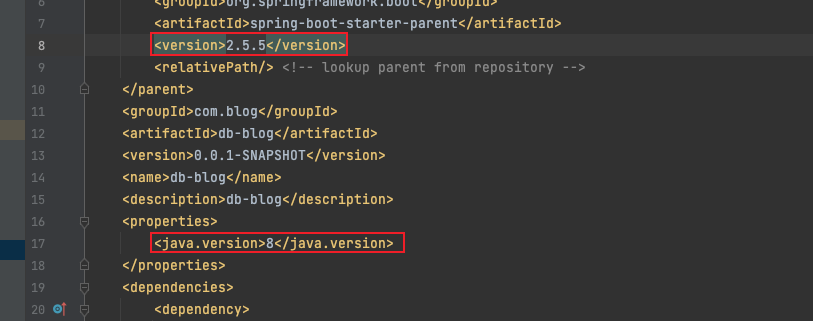 6 <groupId>org.springframework.boot</groupId>
7 <artifactId>spring-boot-starter-parent</artifactId>
8 <version>2.5.5</version>
9 <relativePath/> <!-- lookup parent from repository -->
10 </parent>
11 <groupId>com.blog</groupId>
12 <artifactId>db-blog</artifactId>
13 <version>0.0.1-SNAPSHOT</version>
14 <name>db-blog</name>
15 <description>db-blog</description>
16 <properties>
17 <java.version>8</java.version>
18 </properties>
19 <dependencies>
20 <dependency>